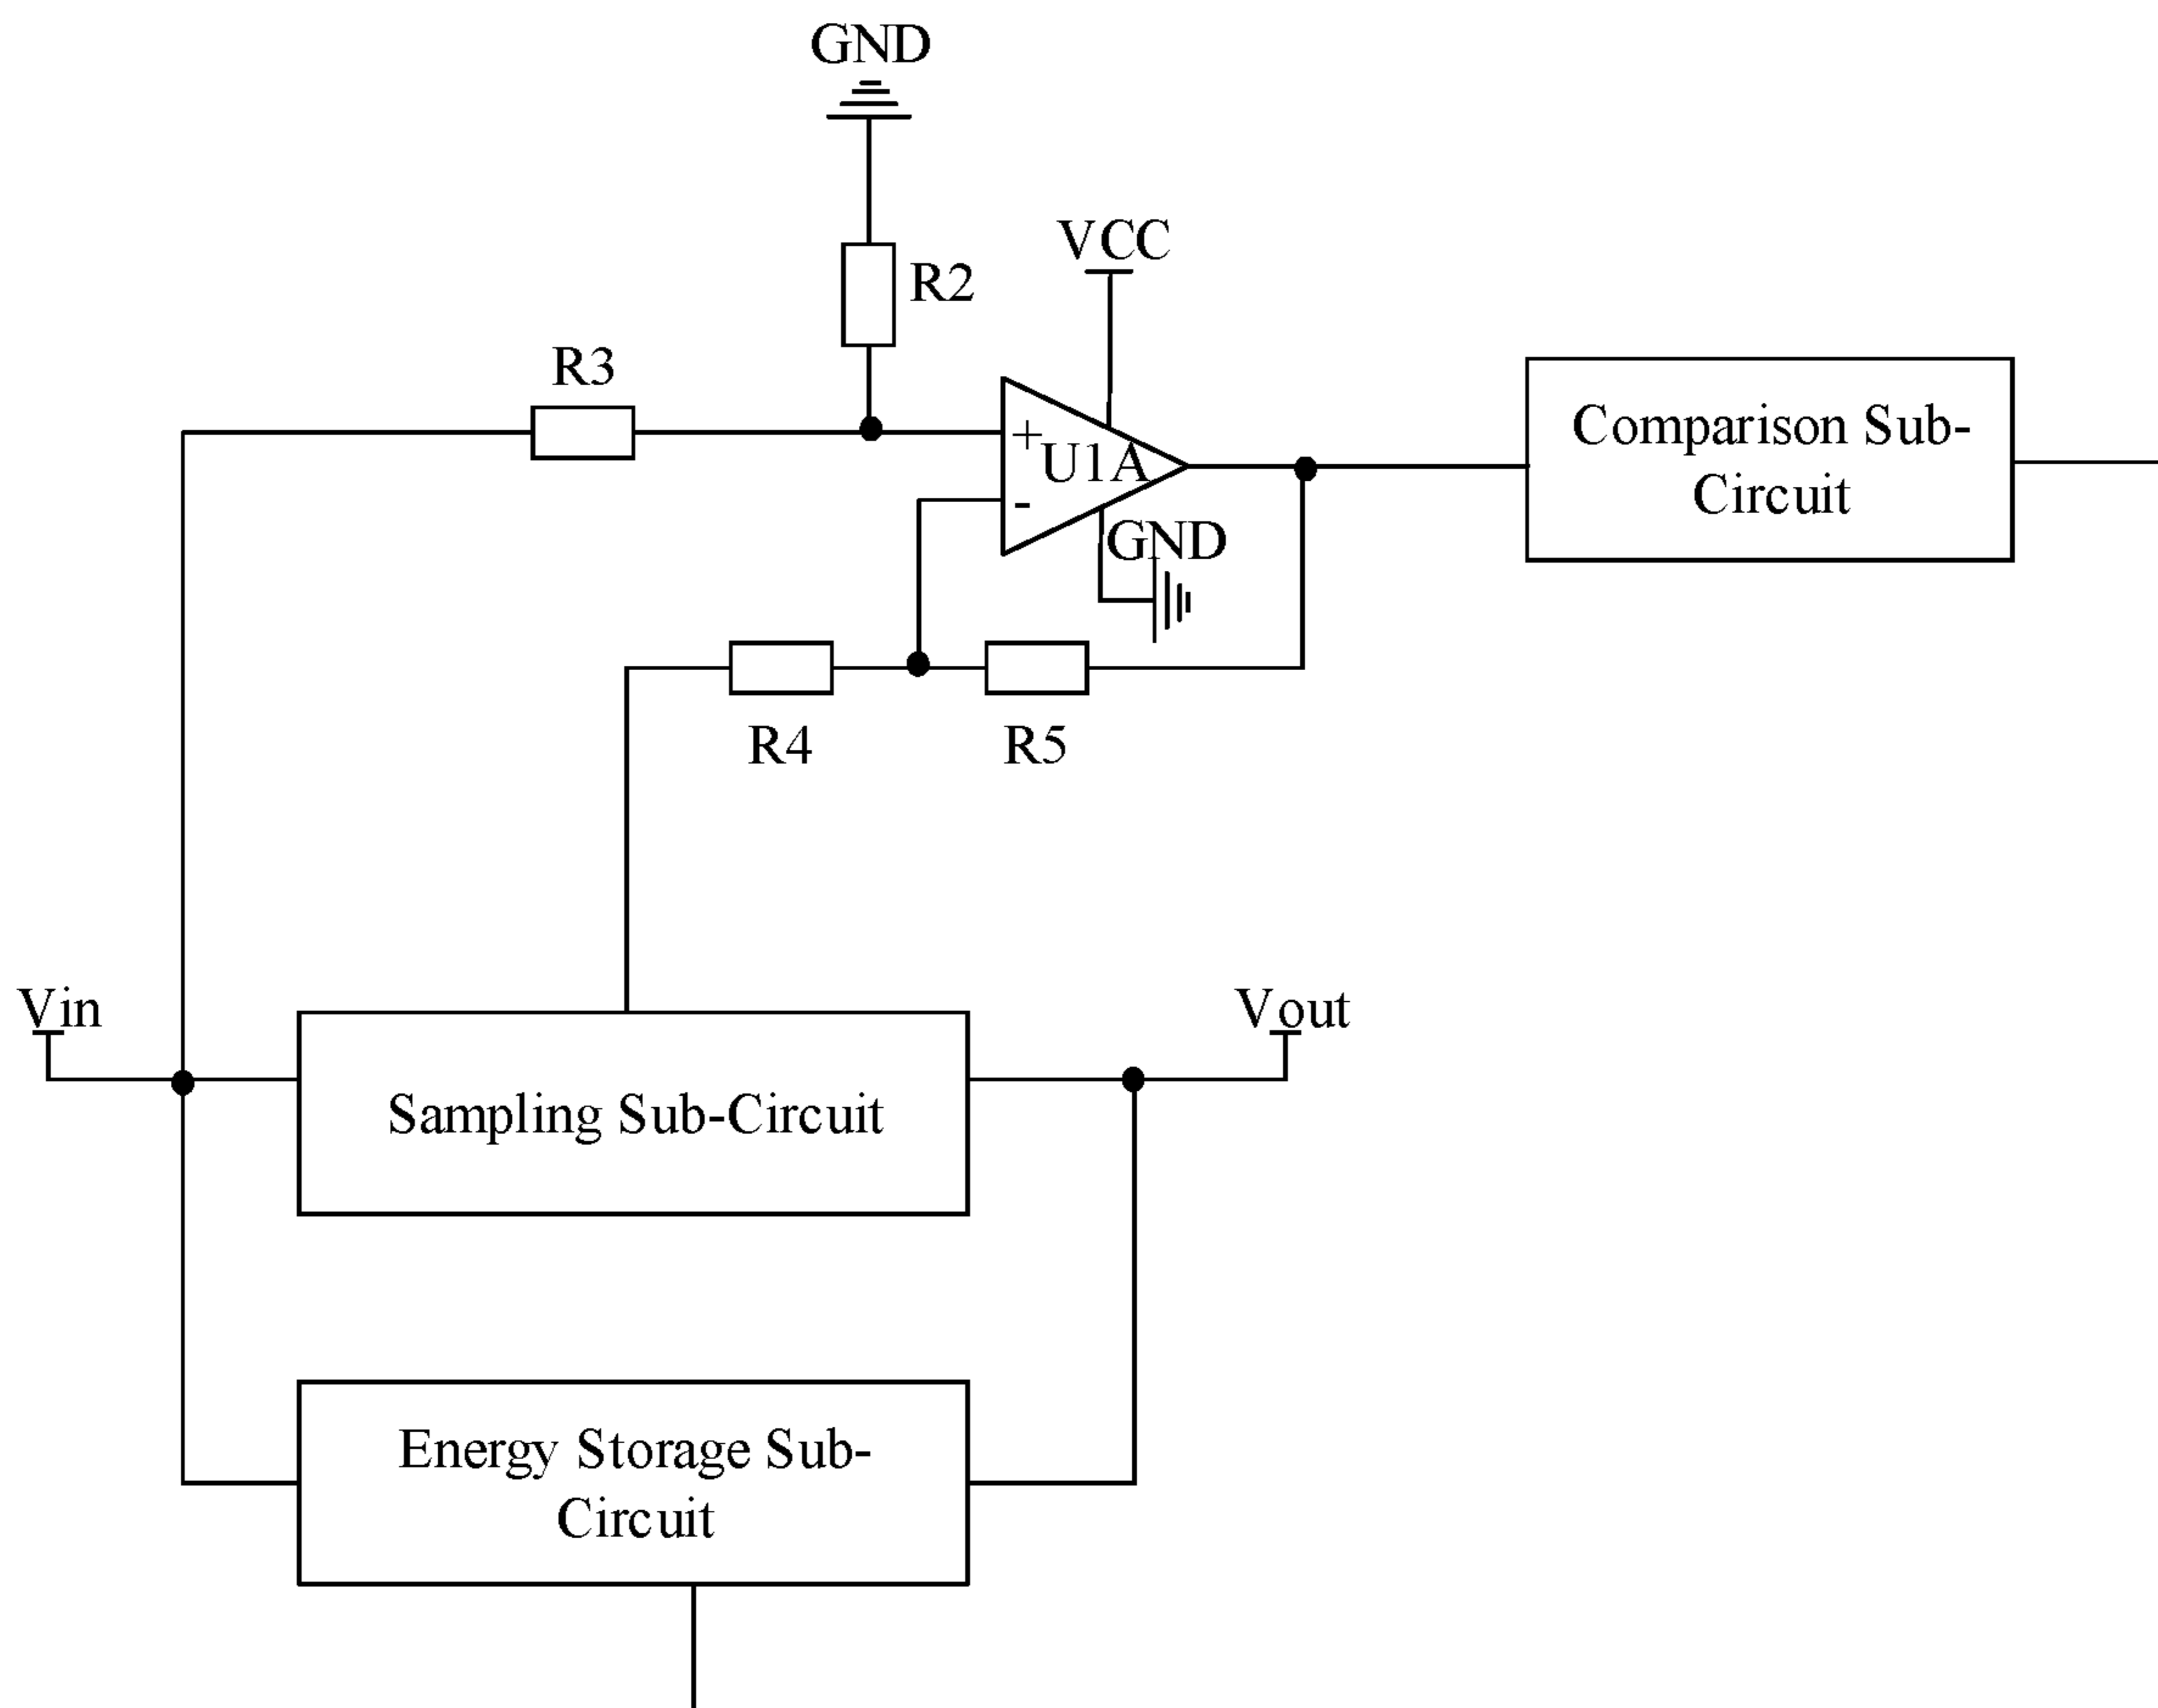 GND
VCC
R2
R3
+
U1A
-
GND
Comparison Sub-
Circuit
R4
R5
Vin
Vout
Sampling Sub-Circuit
Energy Storage Sub-
Circuit